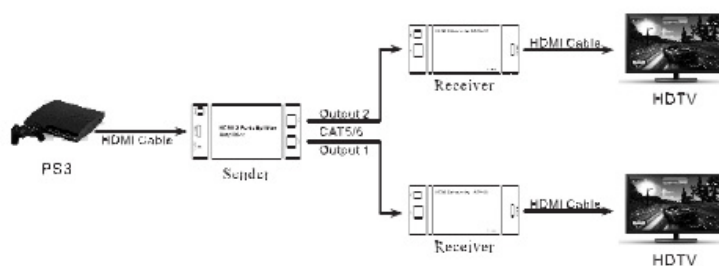 PS3
HDMI Cable
Sender
Output 2
CAT5/6
Output 1
Receiver
HDMI Cable
HDTV
Receiver
HDMI Cable
HDTV